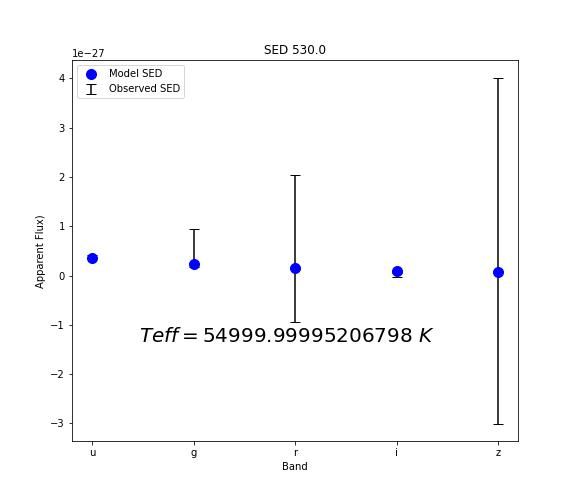 SED 530.0
1e−27
Model SED
Observed SED
4
3
2
1
0
−1
−2
−3
Apparent Flux)
Teff = 54999.99995206798 K
u g r i z
Band